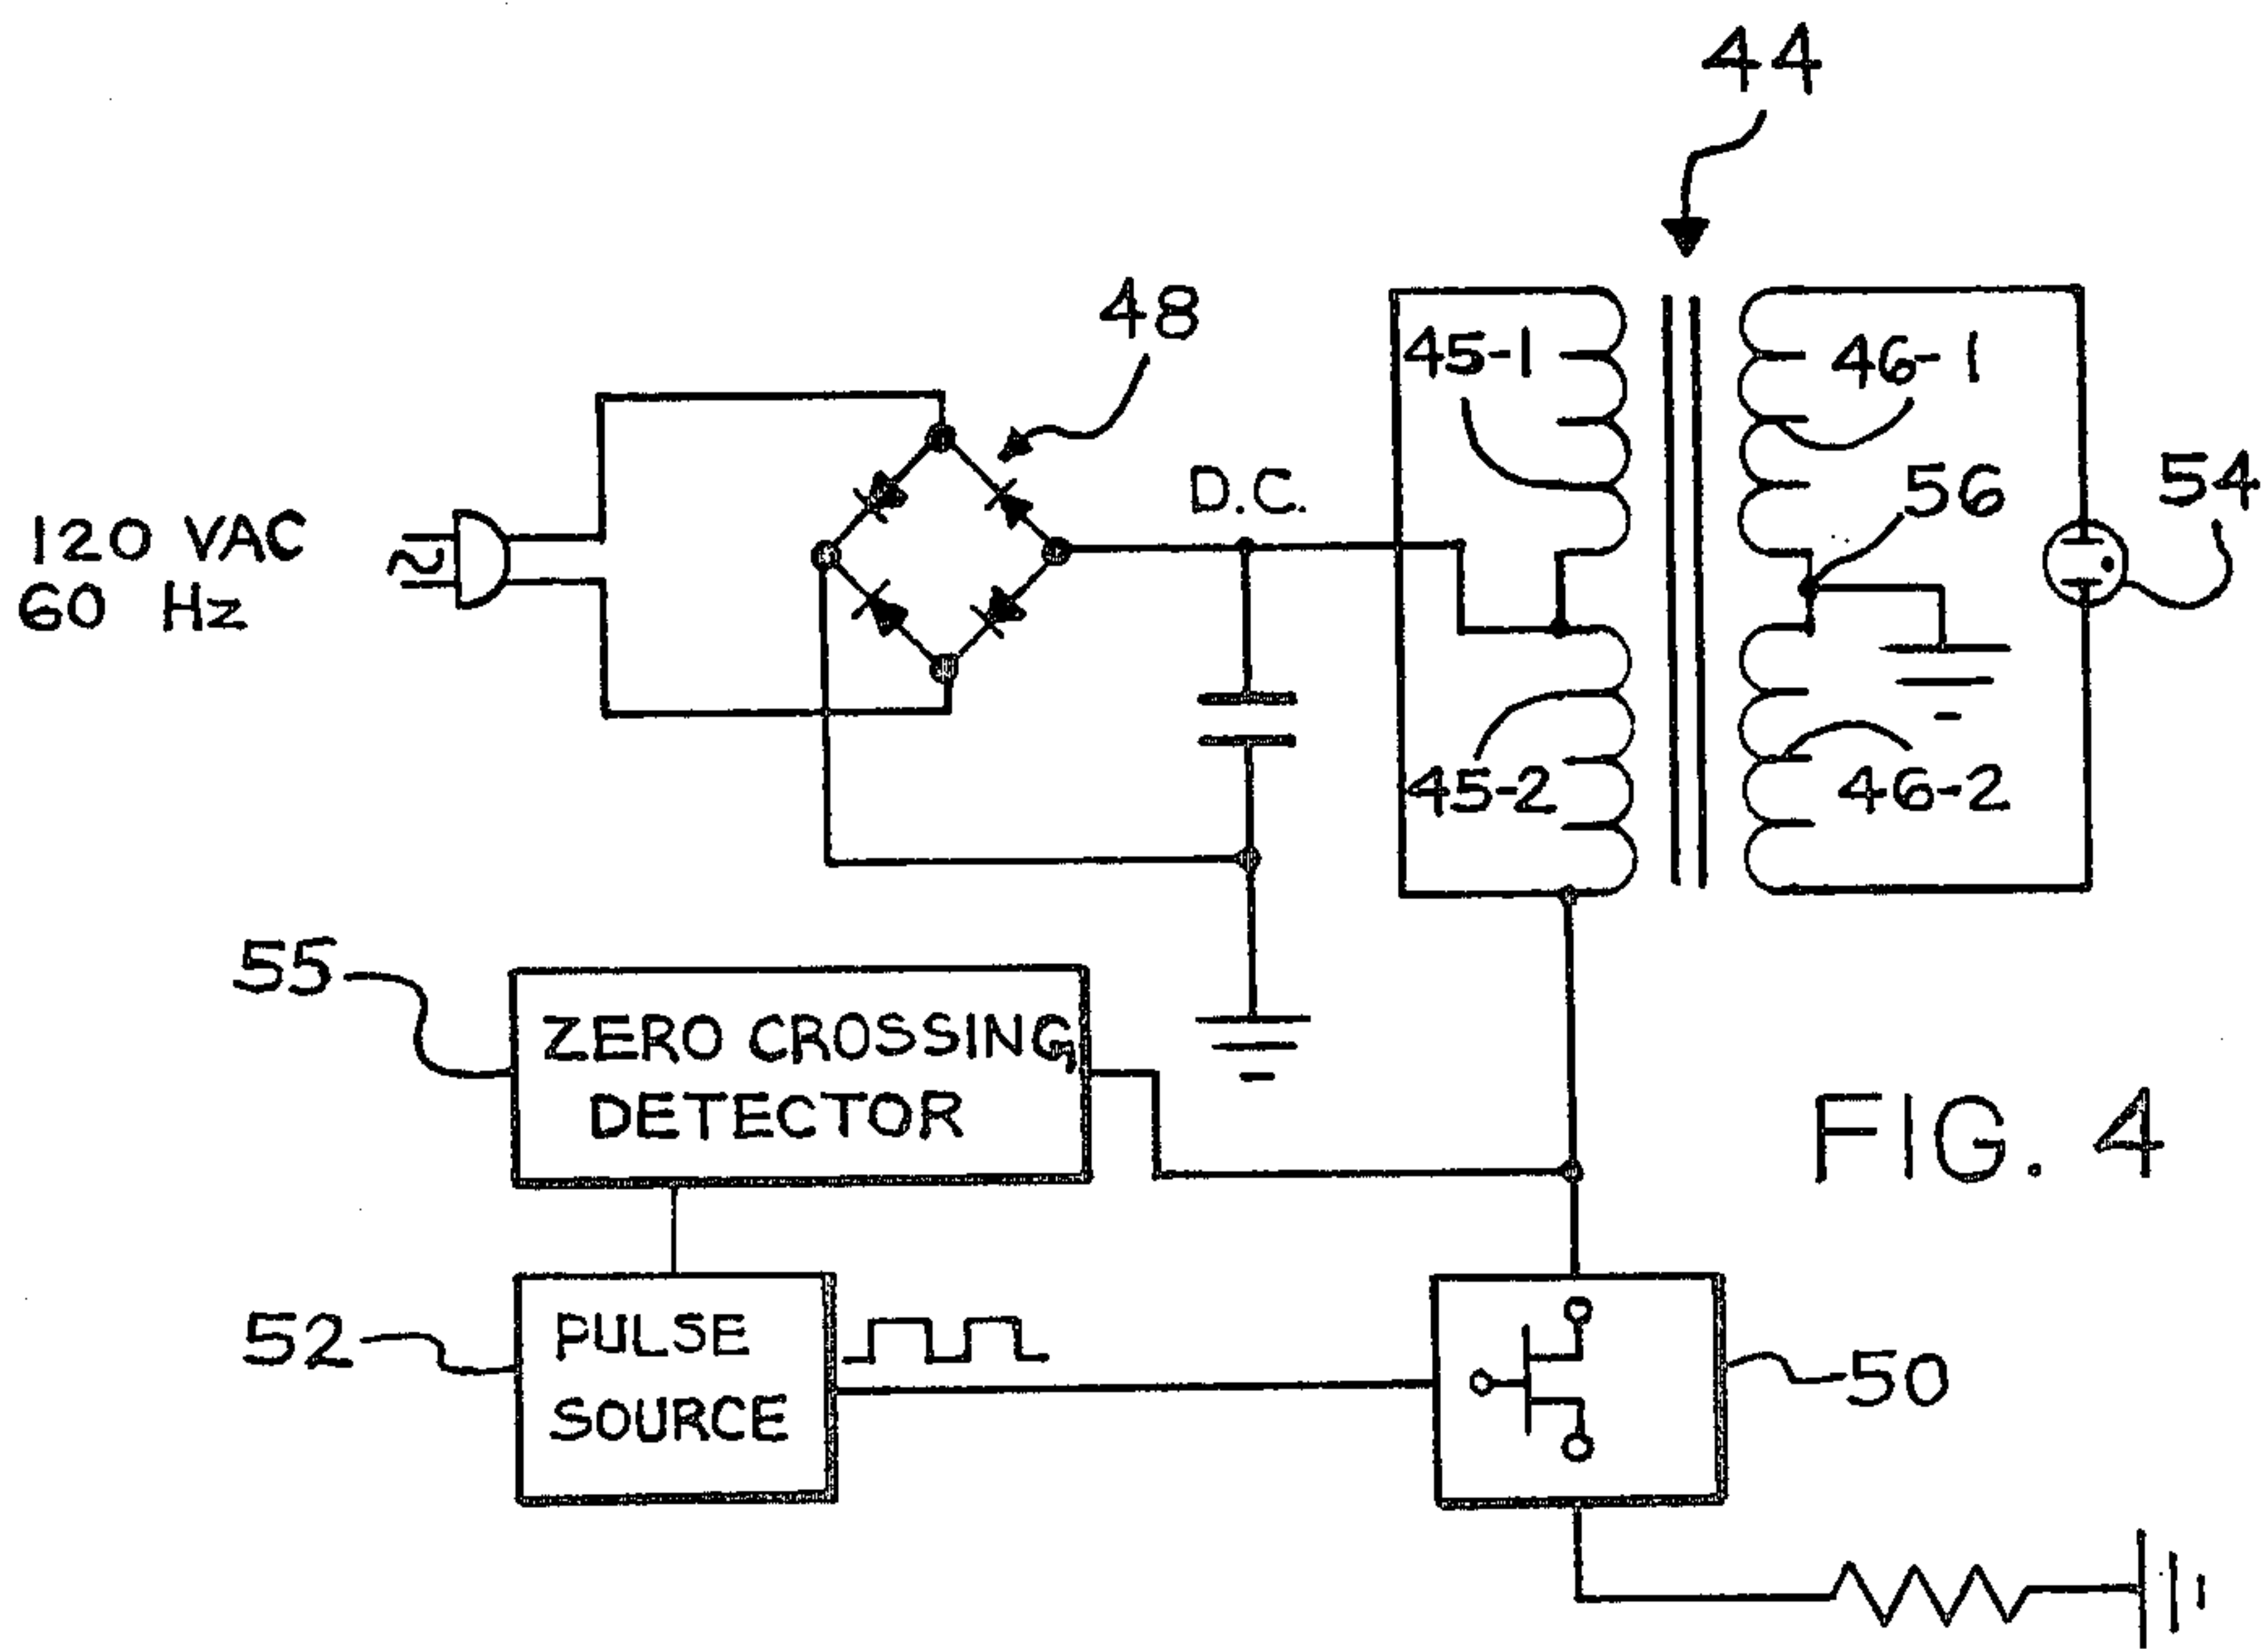 44
48
45-1
46-1
D.C.
56
54
120 VAC
60 Hz
45-2
46-2
55
ZERO CROSSING
DETECTOR
FIG. 4
52
PULSE
SOURCE
50